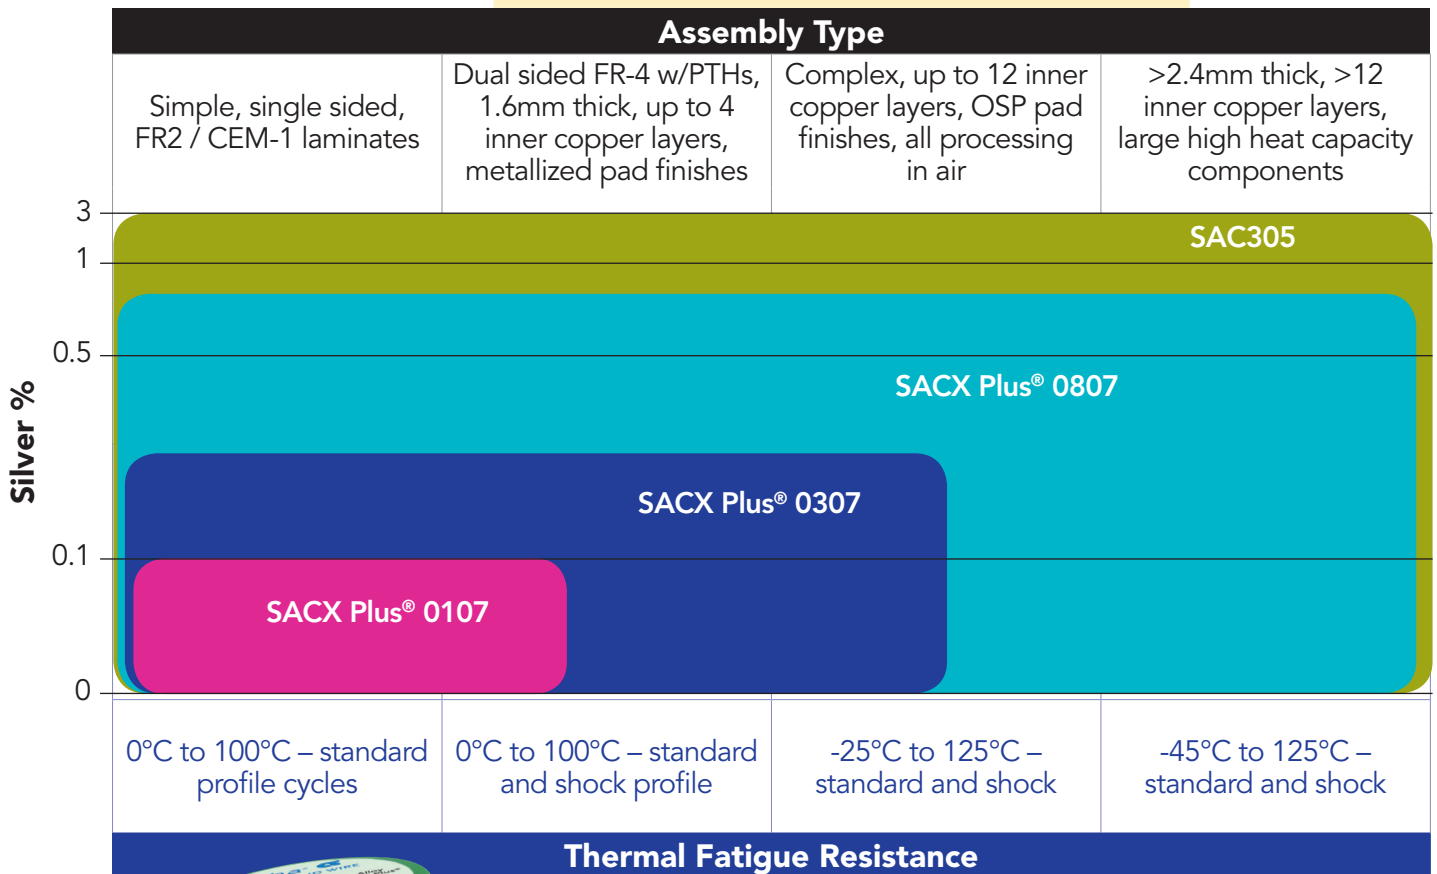 Assembly Type
Simple, single sided,
FR2 / CEM-1 laminates
Dual sided FR-4 w/PTHs,
1.6mm thick, up to 4
inner copper layers,
metallized pad finishes
Complex, up to 12 inner
copper layers, OSP pad
finishes, all processing
in air
>2.4mm thick, >12
inner copper layers,
large high heat capacity
components
3
1
0.5
0.1
0
Silver %
SAC305
SACX Plus® 0807
SACX Plus® 0307
SACX Plus® 0107
0°C to 100°C – standard
profile cycles
0°C to 100°C – standard
and shock profile
-25°C to 125°C –
standard and shock
-45°C to 125°C –
standard and shock
Thermal Fatigue Resistance